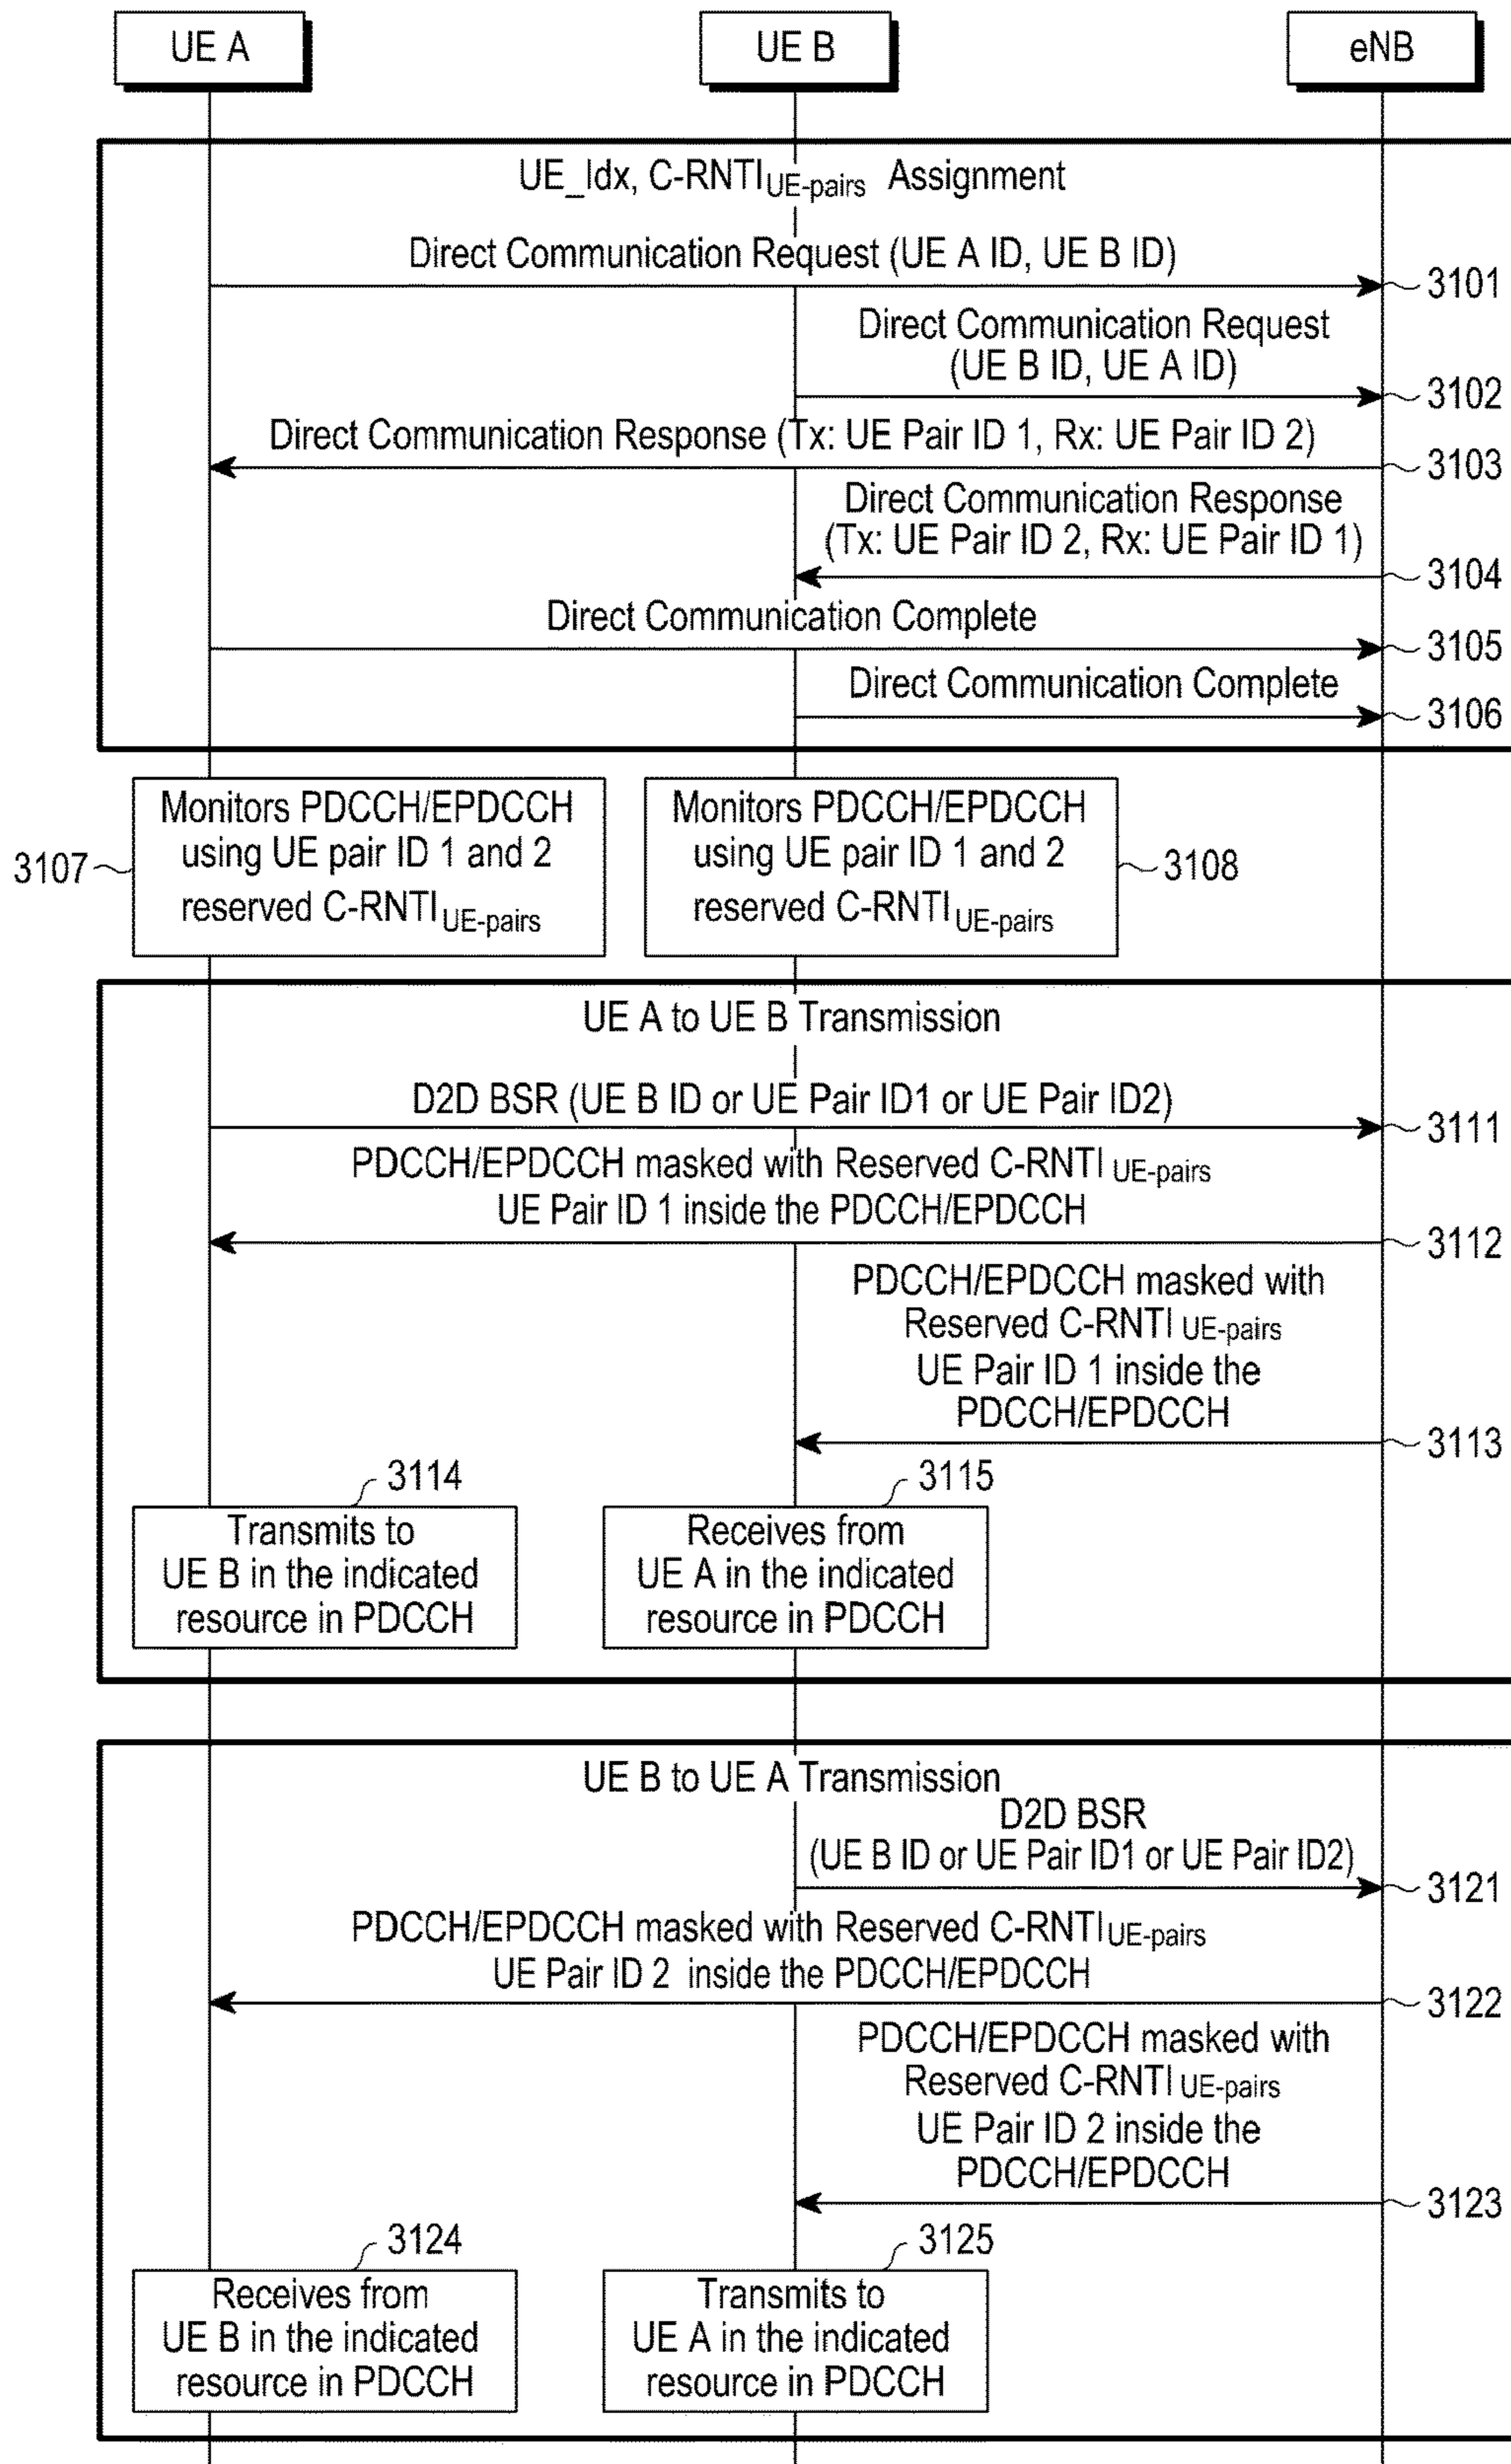 UE A
UE B
eNB
UE_Idx, C-RNTI UE-pairs Assignment
Direct Communication Request (UE A ID, UE B ID)
3101
Direct Communication Request
(UE B ID, UE A ID)
3102
Direct Communication Response (Tx: UE Pair ID 1, Rx: UE Pair ID 2)
3103
Direct Communication Response
(Tx: UE Pair ID 2, Rx: UE Pair ID 1)
3104
Direct Communication Complete
3105
Direct Communication Complete
3106
3107
Monitors PDCCH/EPDCCH
using UE pair ID 1 and 2
reserved C-RNTI UE-pairs
Monitors PDCCH/EPDCCH
using UE pair ID 1 and 2
reserved C-RNTI UE-pairs
3108
UE A to UE B Transmission
D2D BSR (UE B ID or UE Pair ID1 or UE Pair ID2)
3111
PDCCH/EPDCCH masked with Reserved C-RNTI UE-pairs
UE Pair ID 1 inside the PDCCH/EPDCCH
3112
PDCCH/EPDCCH masked with
Reserved C-RNTI UE-pairs
UE Pair ID 1 inside the
PDCCH/EPDCCH
3113
3114
Transmits to
UE B in the indicated
resource in PDCCH
3115
Receives from
UE A in the indicated
resource in PDCCH
UE B to UE A Transmission
D2D BSR
(UE B ID or UE Pair ID1 or UE Pair ID2)
3121
PDCCH/EPDCCH masked with Reserved C-RNTI UE-pairs
UE Pair ID 2 inside the PDCCH/EPDCCH
3122
PDCCH/EPDCCH masked with
Reserved C-RNTI UE-pairs
UE Pair ID 2 inside the
PDCCH/EPDCCH
3123
3124
Receives from
UE B in the indicated
resource in PDCCH
3125
Transmits to
UE A in the indicated
resource in PDCCH